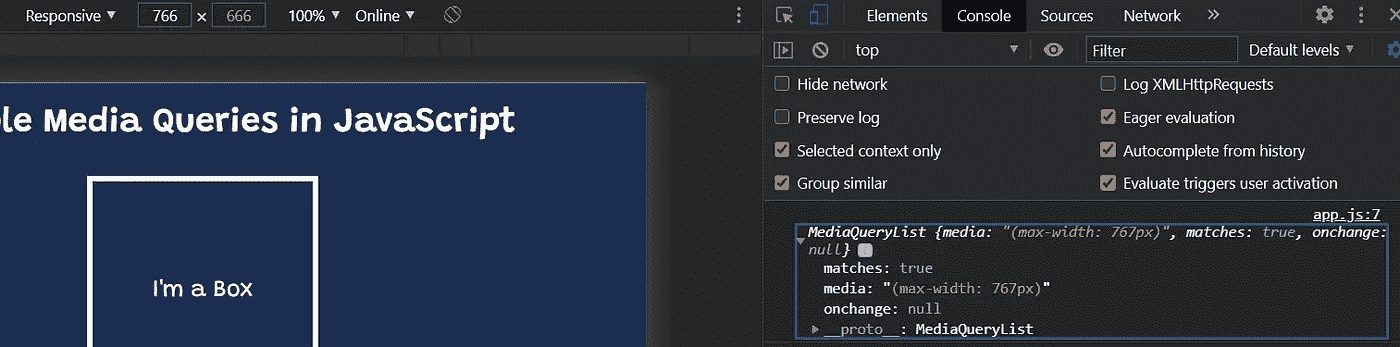 Responsive ▼ 766 × 666 100% ▼ Online ▼
le Media Queries in JavaScript
I'm a Box
Elements Console Sources Network »
top ▼ Filter Default levels ▼
Hide network Log XMLHttpRequests
Preserve log Eager evaluation
Selected context only Autocomplete from history
Group similar Evaluate triggers user activation
app.js:7
MediaQueryList {media: "(max-width: 767px)", matches: true, onchange:
null}
matches: true
media: "(max-width: 767px)"
onchange: null
__proto__: MediaQueryList